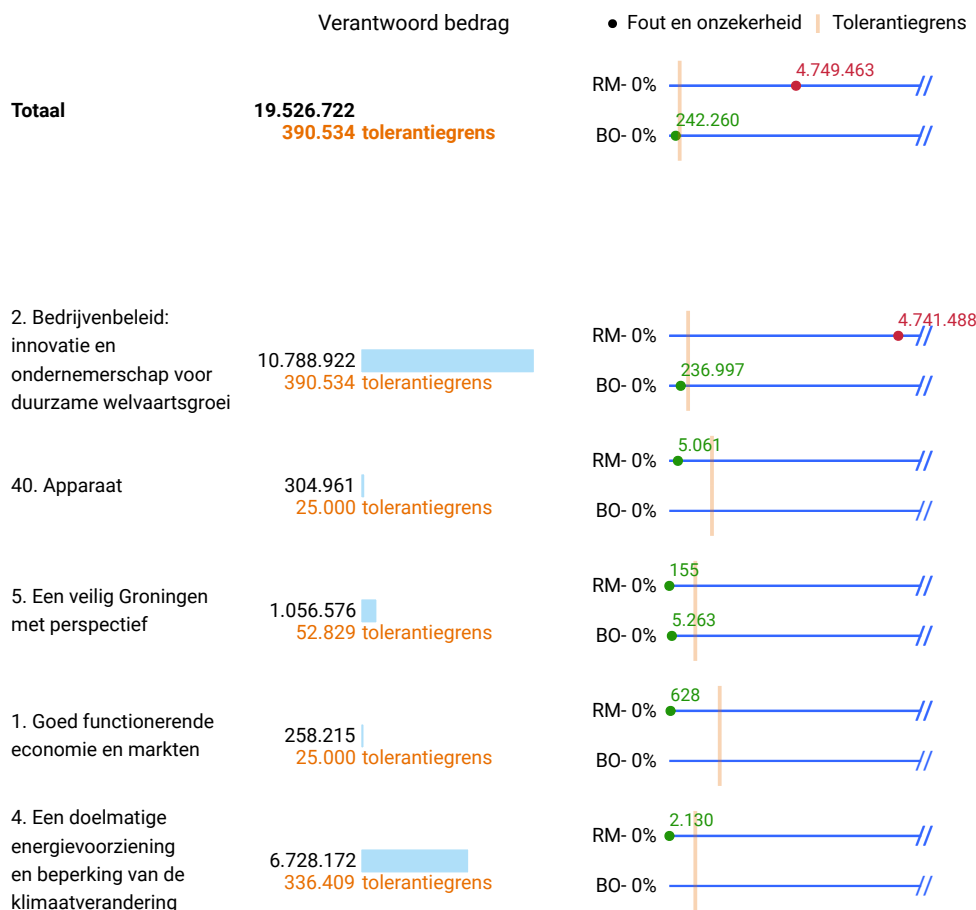 Verantwoord bedrag
Fout en onzekerheid
Tolerantiegrens
Totaal
19.526.722
390.534 tolerantiegrens
RM- 0%
4.749.463
BO- 0%
242.260
2. Bedrijvenbeleid:
innovatie en
ondernemerschap voor
duurzame welvaartsgroei
10.788.922
390.534 tolerantiegrens
RM- 0%
4.741.488
BO- 0%
236.997
40. Apparaat
304.961
25.000 tolerantiegrens
RM- 0%
5.061
BO- 0%
5. Een veilig Groningen
met perspectief
1.056.576
52.829 tolerantiegrens
RM- 0%
155
BO- 0%
5.263
1. Goed functionerende
economie en markten
258.215
25.000 tolerantiegrens
RM- 0%
628
BO- 0%
4. Een doelmatige
energievoorziening
en beperking van de
klimaatverandering
6.728.172
336.409 tolerantiegrens
RM- 0%
2.130
BO- 0%